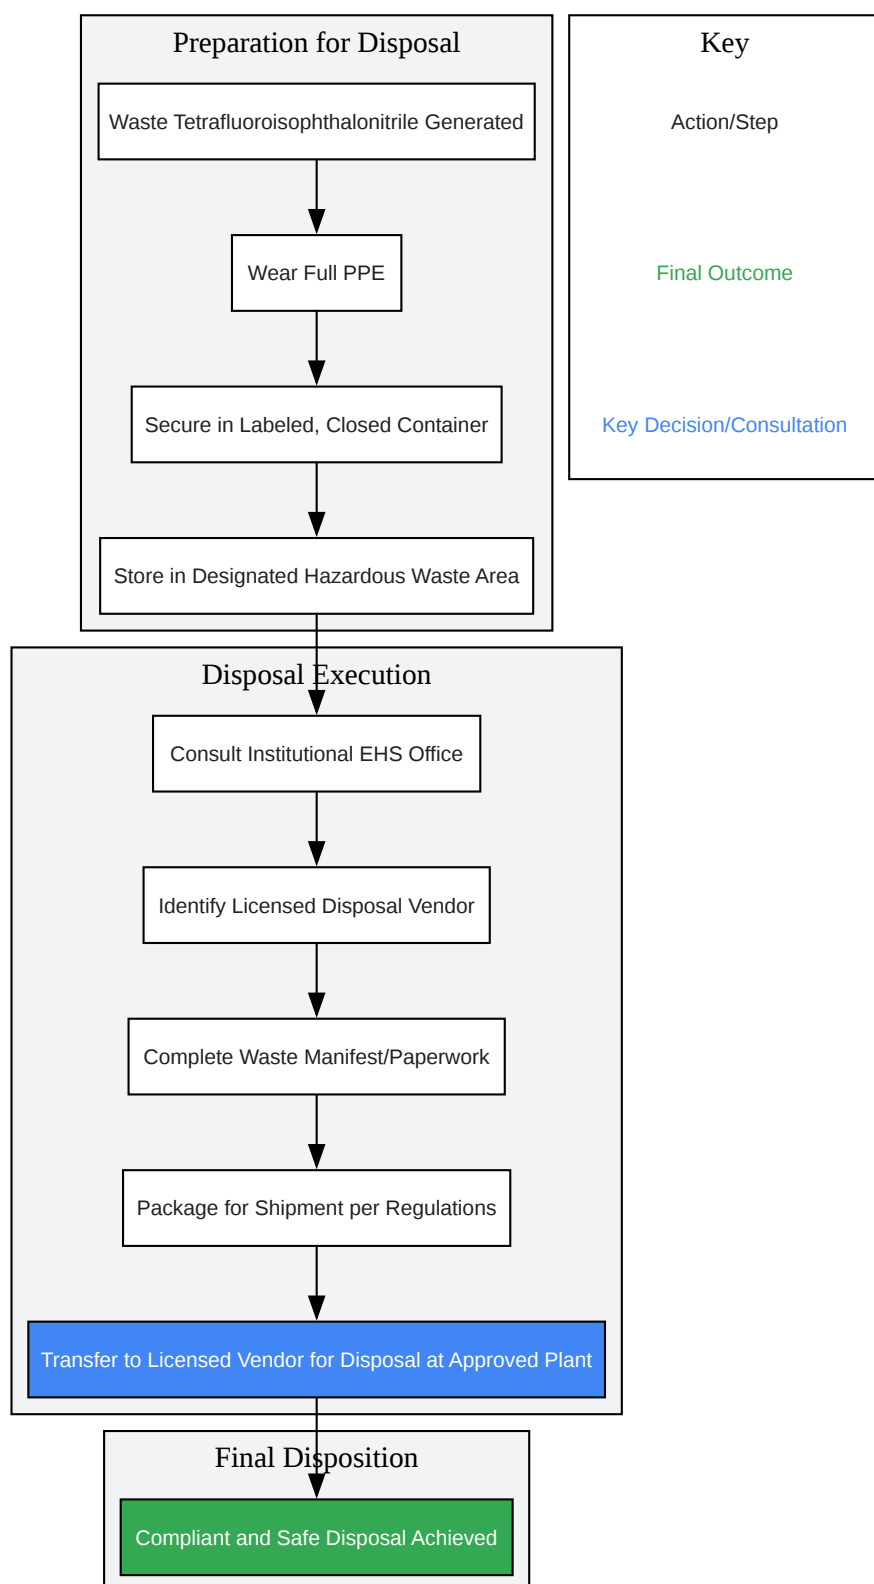 Preparation for Disposal
Waste Tetrafluoroisophthalonitrile Generated
Wear Full PPE
Secure in Labeled, Closed Container
Store in Designated Hazardous Waste Area
Key
Action/Step
Final Outcome
Key Decision/Consultation
Disposal Execution
Consult Institutional EHS Office
Identify Licensed Disposal Vendor
Complete Waste Manifest/Paperwork
Package for Shipment per Regulations
Transfer to Licensed Vendor for Disposal at Approved Plant
Final Disposition
Compliant and Safe Disposal Achieved